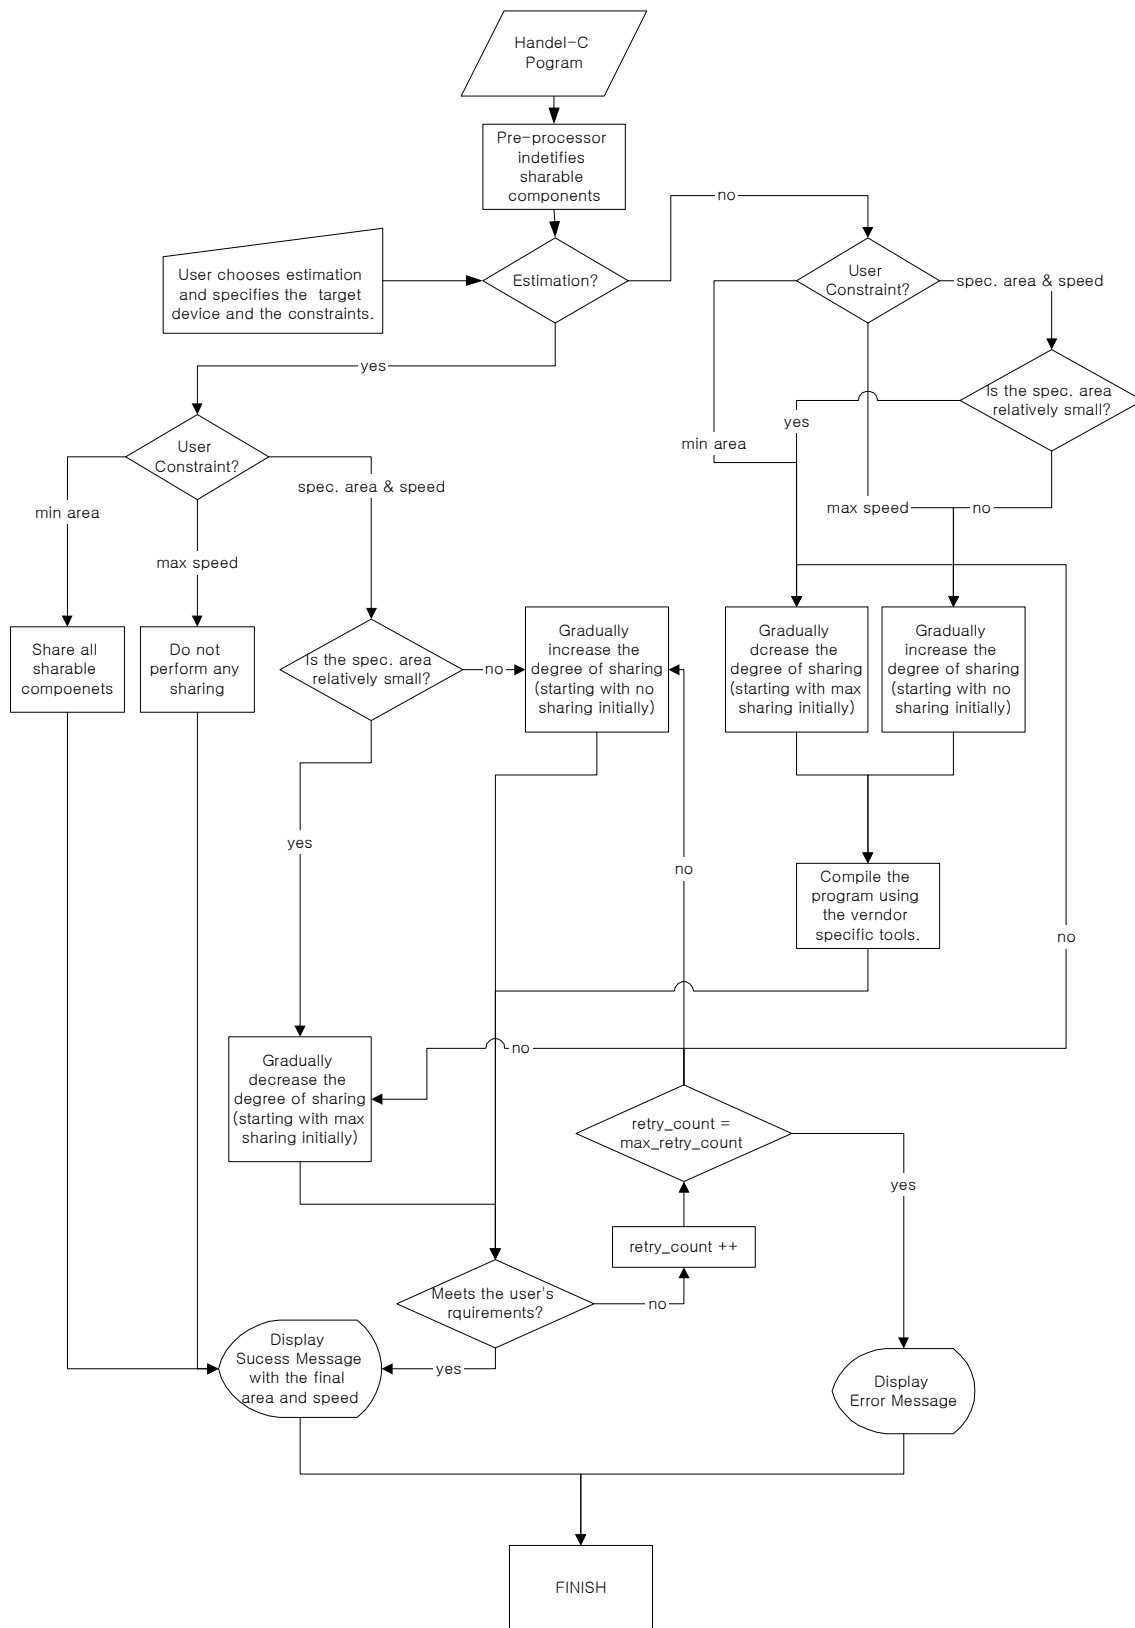 Handel-C
Pogram
Pre-processor
indetifies
sharable
components
no
User chooses estimation
and specifies the target
device and the constraints.
Estimation?
User
Constraint?
spec. area & speed
yes
Is the spec. area
relatively small?
yes
min area
User
Constraint?
spec. area & speed
min area
max speed
no
max speed
Share all
sharable
compoenets
Do not
perform any
sharing
Is the spec. area
relatively small?
no
Gradually
increase the
degree of sharing
(starting with no
sharing initially)
Gradually
dcrease the
degree of sharing
(starting with max
sharing initially)
Gradually
increase the
degree of sharing
(starting with no
sharing initially)
yes
no
Compile the
program using
the verndor
specific tools.
no
no
Gradually
decrease the
degree of sharing
(starting with max
sharing initially)
retry_count =
max_retry_count
yes
retry_count ++
Meets the user's
rquirements?
no
yes
Display
Sucess Message
with the final
area and speed
Display
Error Message
FINISH